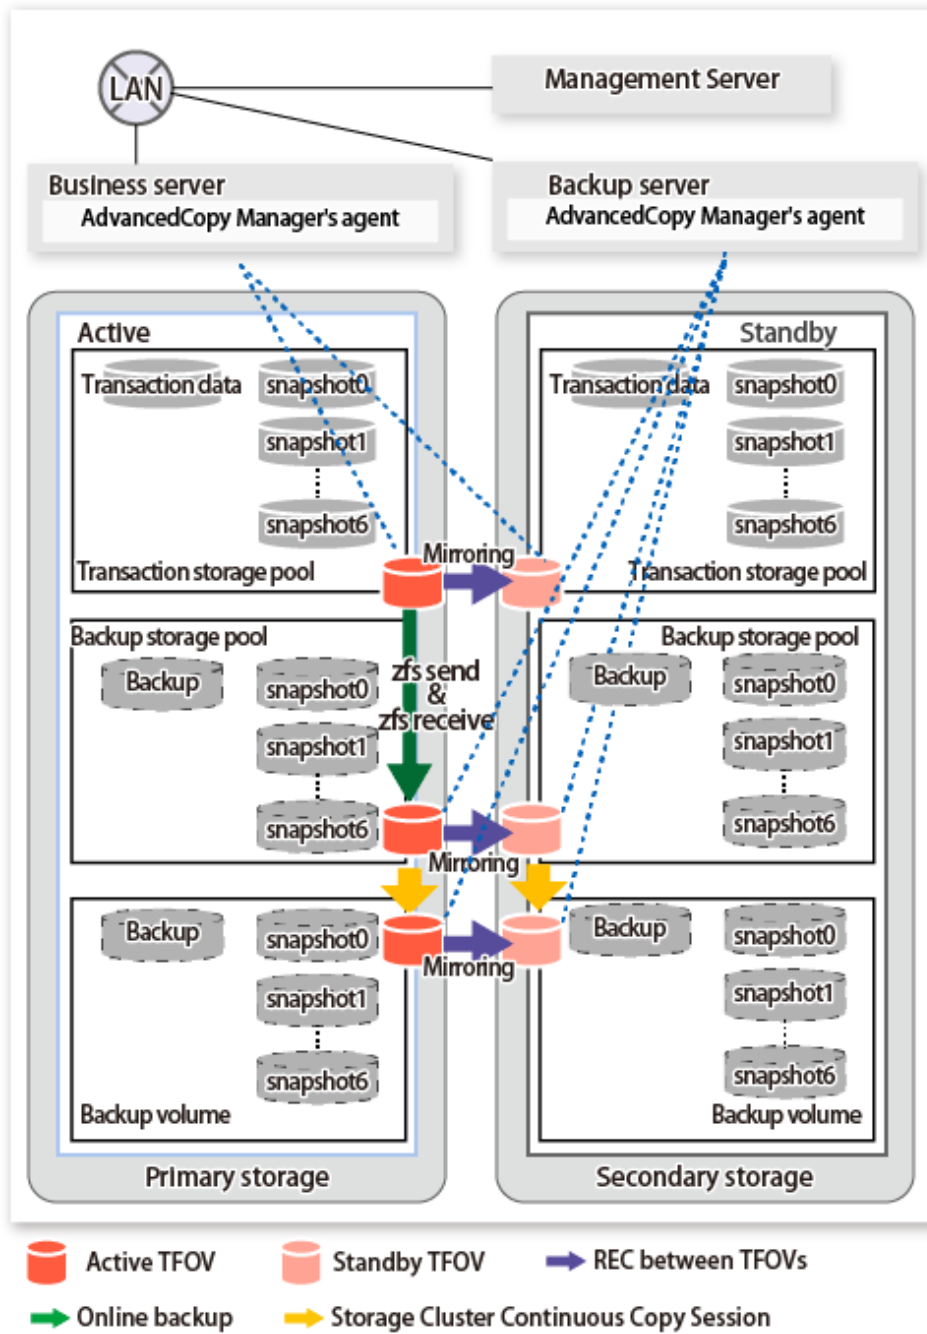 LAN
Management Server
Business server
AdvancedCopy Manager's agent
Backup server
AdvancedCopy Manager's agent
Active
Transaction data
snapshot0
snapshot1
snapshot6
Transaction storage pool
Mirroring
Standby
Transaction data
snapshot0
snapshot1
snapshot6
Transaction storage pool
Backup storage pool
Backup
snapshot0
snapshot1
snapshot6
zfs send
&
zfs receive
Mirroring
Backup storage pool
Backup
snapshot0
snapshot1
snapshot6
Backup
snapshot0
snapshot1
snapshot6
Backup volume
Mirroring
Backup
snapshot0
snapshot1
snapshot6
Backup volume
Primary storage
Secondary storage
Active TFOV
Standby TFOV
REC between TFOVs
Online backup
Storage Cluster Continuous Copy Session